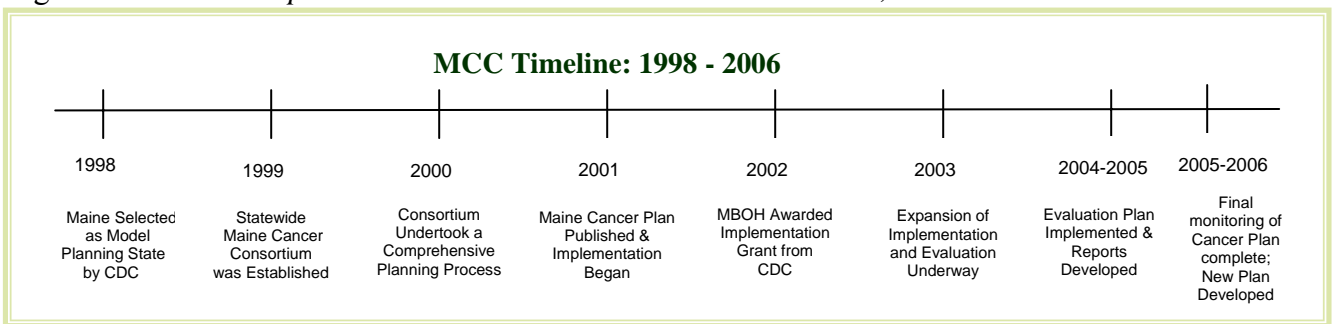 MCC Timeline: 1998 - 2006
1998
1999
2000
2001
2002
2003
2004-2005
2005-2006
Maine Selected
as Model
Planning State
by CDC
Statewide
Maine Cancer
Consortium
was Established
Consortium
Undertook a
Comprehensive
Planning Process
Maine Cancer Plan
Published &
Implementation
Began
MBOH Awarded
Implementation
Grant from
CDC
Expansion of
Implementation
and Evaluation
Underway
Evaluation Plan
Implemented &
Reports
Developed
Final
monitoring of
Cancer Plan
complete;
New Plan
Developed